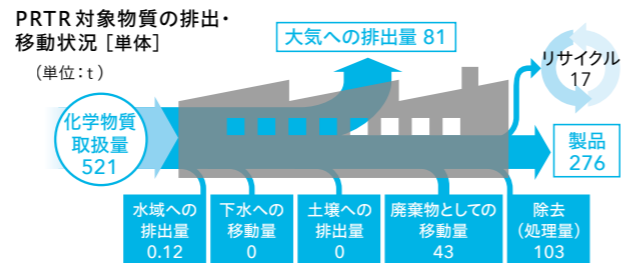 PRTR対象物質の排出・
移動状況［単体］
（単位：t）
大気への排出量 81
リサイクル
17
化学物質
取扱量
521
製品
276
水域への
排出量
0.12
下水への
移動量
0
土壌への
排出量
0
廃棄物としての
移動量
43
除去
（処理量）
103